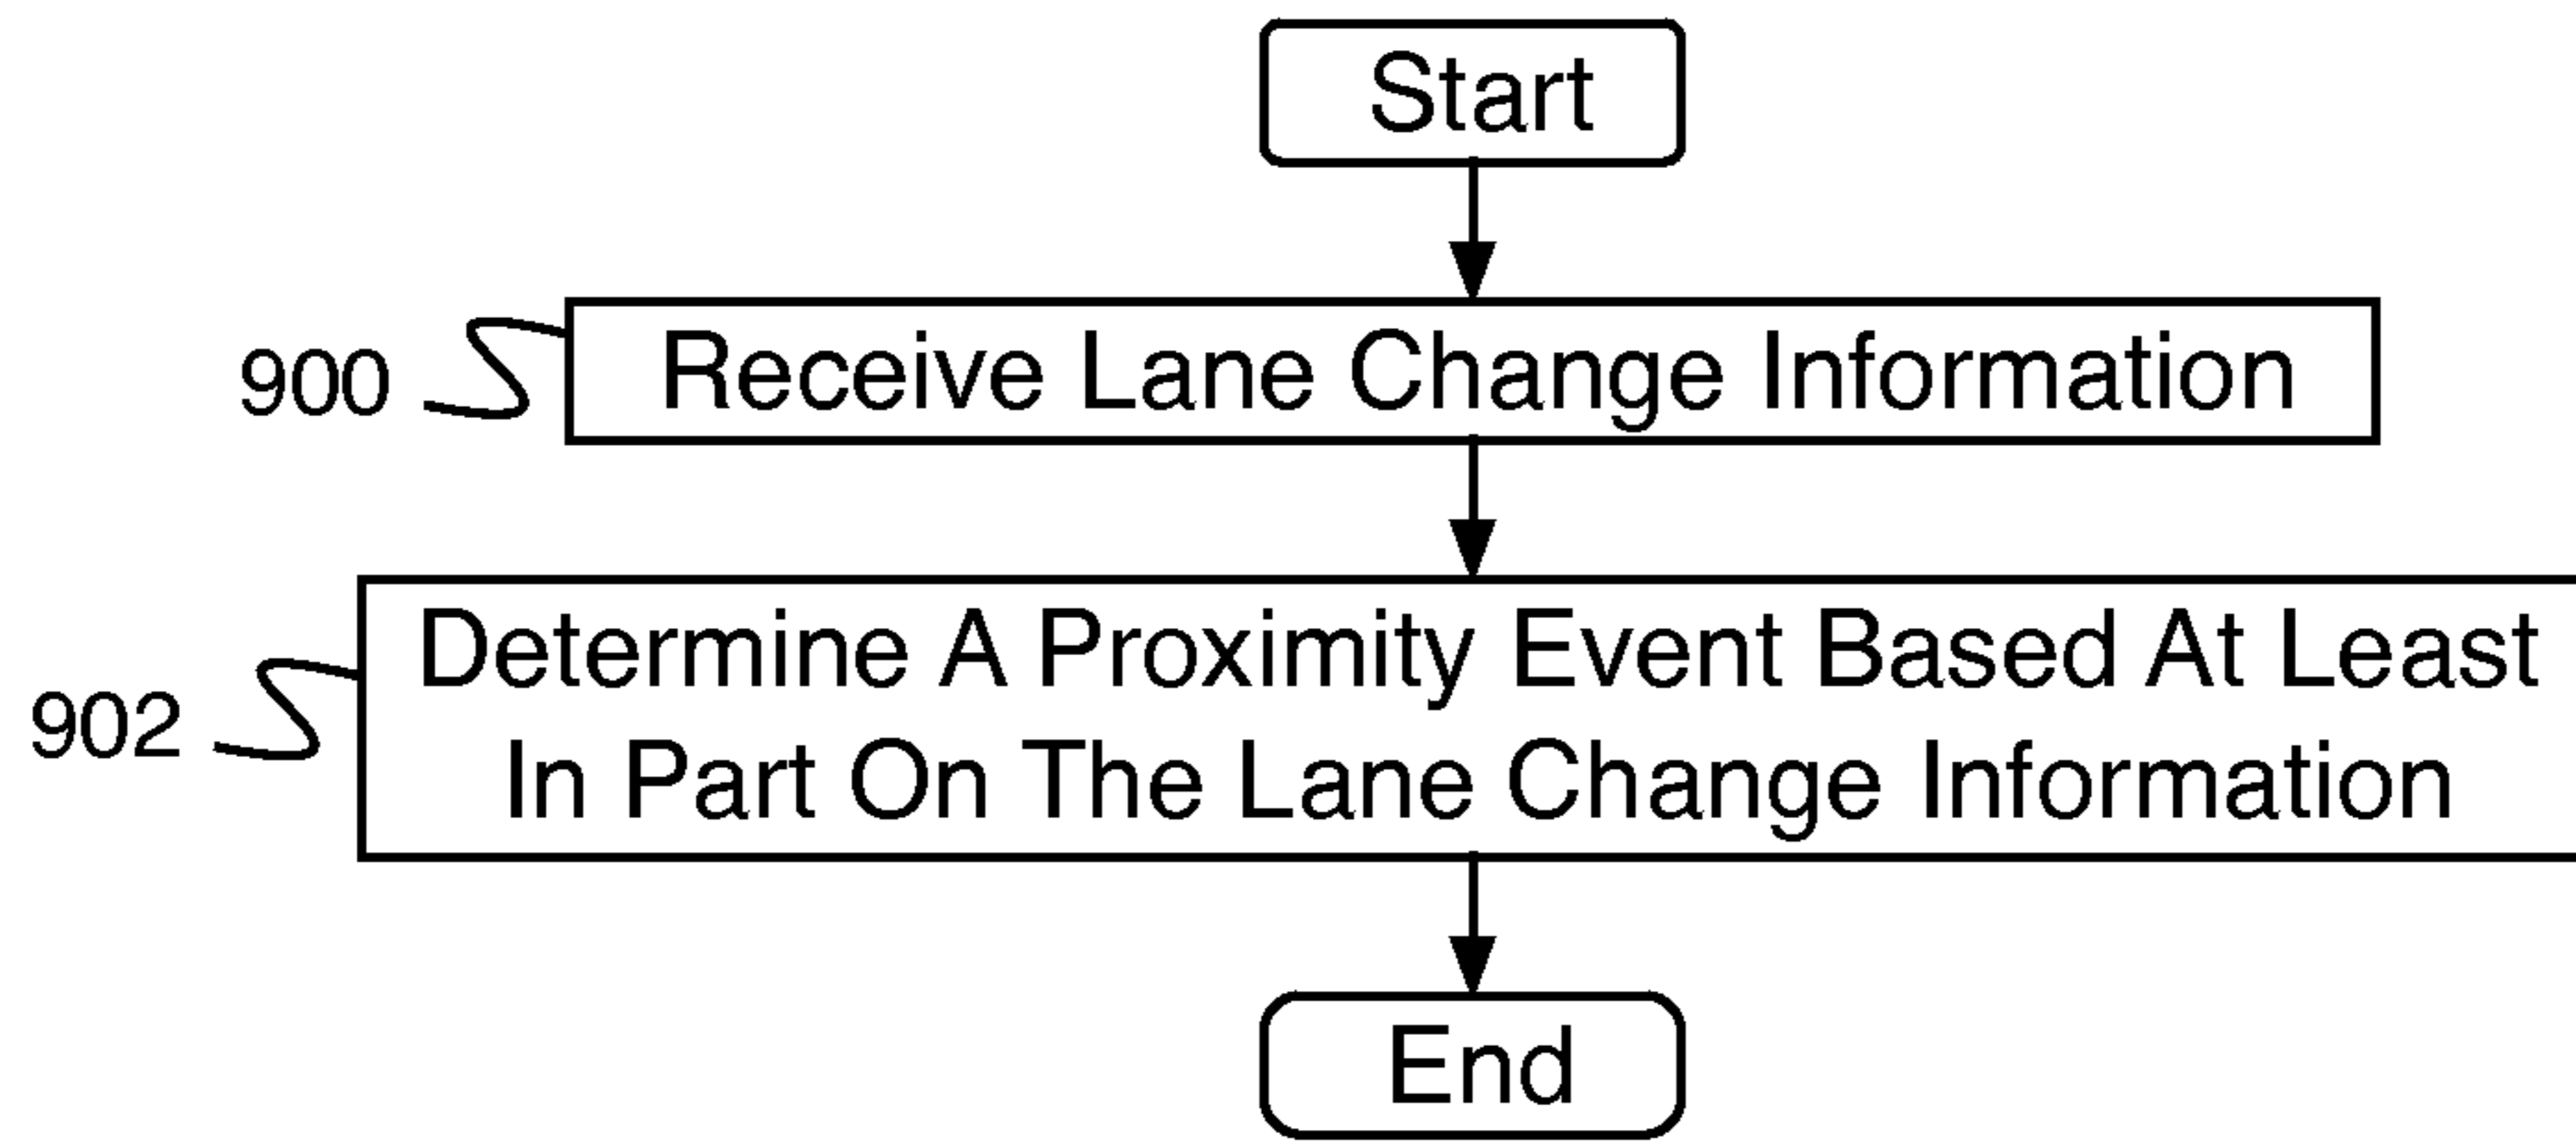 Start
900
Receive Lane Change Information
902
Determine A Proximity Event Based At Least
In Part On The Lane Change Information
End